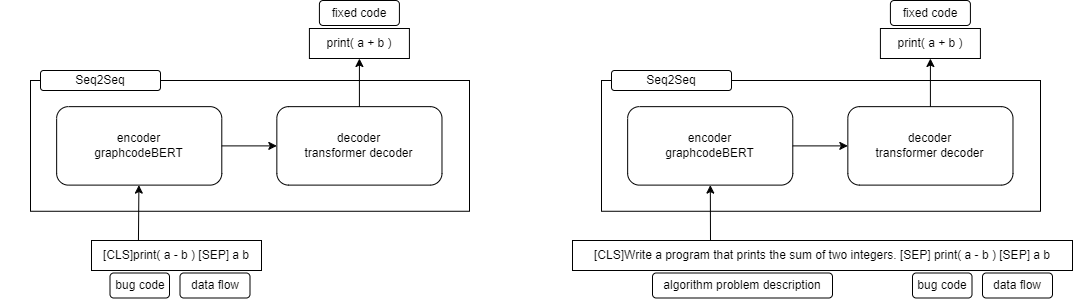 fixed code
print( a + b )
Seq2Seq
encoder
graphcodeBERT
decoder
transformer decoder
[CLS]print( a - b ) [SEP] a b
bug code
data flow
fixed code
print( a + b )
Seq2Seq
encoder
graphcodeBERT
decoder
transformer decoder
[CLS]Write a program that prints the sum of two integers. [SEP] print( a - b ) [SEP] a b
algorithm problem description
bug code
data flow